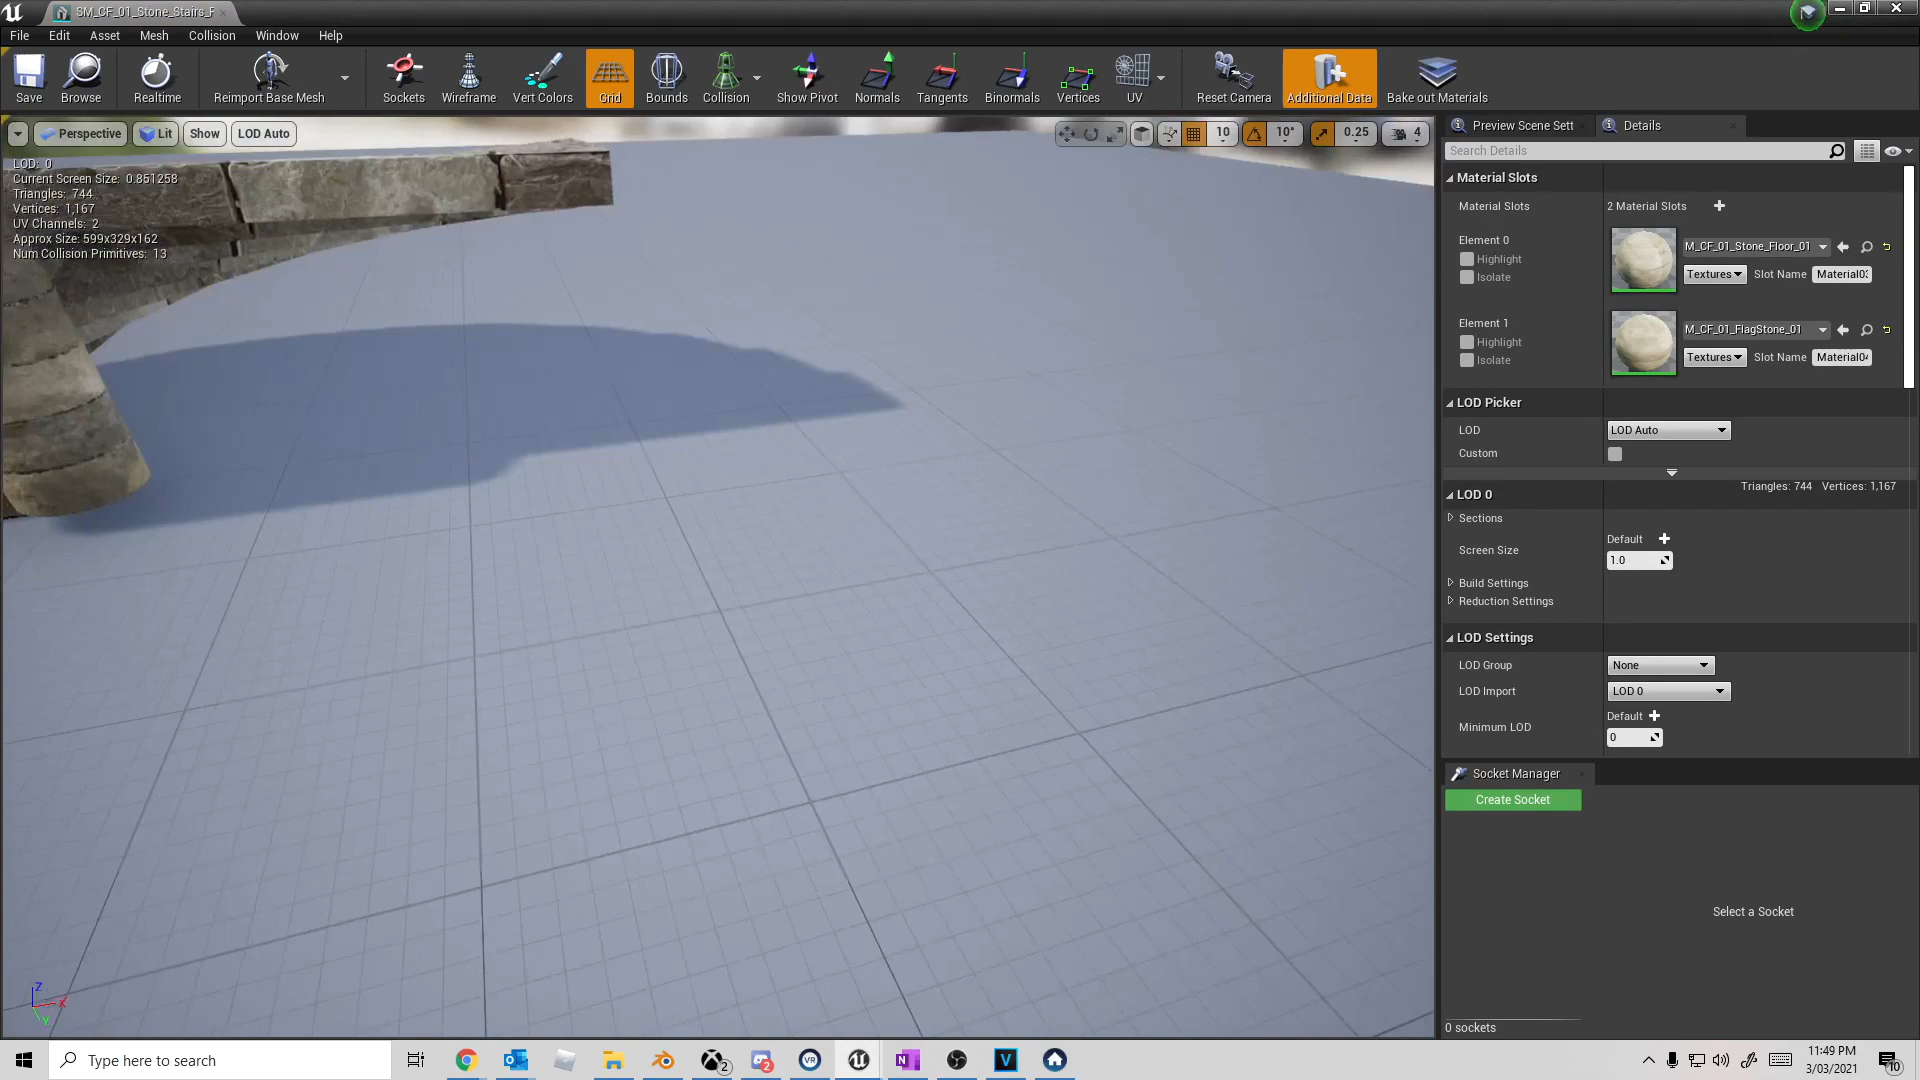 SM_CF_01_Stone_Stairs_F
File Edit Asset Mesh Collision Window Help
Save Browse Realtime Reimport Base Mesh Sockets Wireframe Vert Colors Grid Bounds Collision Show Pivot Normals Tangents Binormals Vertices UV Reset Camera Additional Data Bake out Materials
Perspective Lit Show LOD Auto 10 10° 0.25 4
LOD: 0
Current Screen Size: 0.851258
Triangles: 744
Vertices: 1,167
UV Channels: 2
Approx Size: 599x329x162
Num Collision Primitives: 13
Z
X
Y
Preview Scene Sett Details
Search Details
Material Slots
Material Slots 2 Material Slots
Element 0 M_CF_01_Stone_Floor_01
Highlight
Isolate Textures Slot Name Material03
Element 1 M_CF_01_FlagStone_01
Highlight
Isolate Textures Slot Name Material04
LOD Picker
LOD LOD Auto
Custom
LOD 0 Triangles: 744 Vertices: 1,167
Sections
Default
Screen Size
1.0
Build Settings
Reduction Settings
LOD Settings
LOD Group None
LOD Import LOD 0
Default
Minimum LOD
0
Socket Manager
Create Socket
Select a Socket
0 sockets
Type here to search 2 2 VR N V
11:49 PM
3/03/2021
10